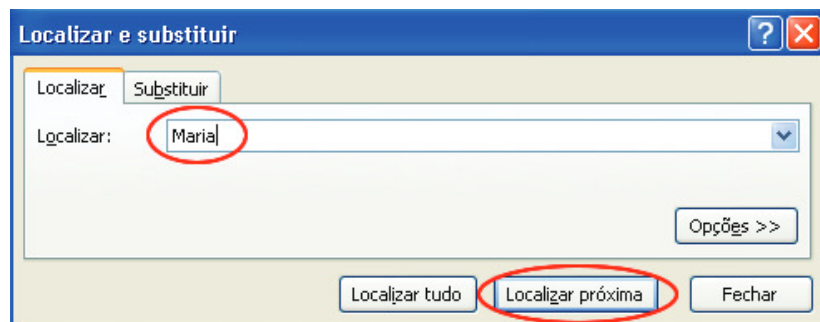 Localizar e substituir
Localizar Substituir
Localizar: Maria
Opções >>
Localizar tudo Localizar próxima Fechar